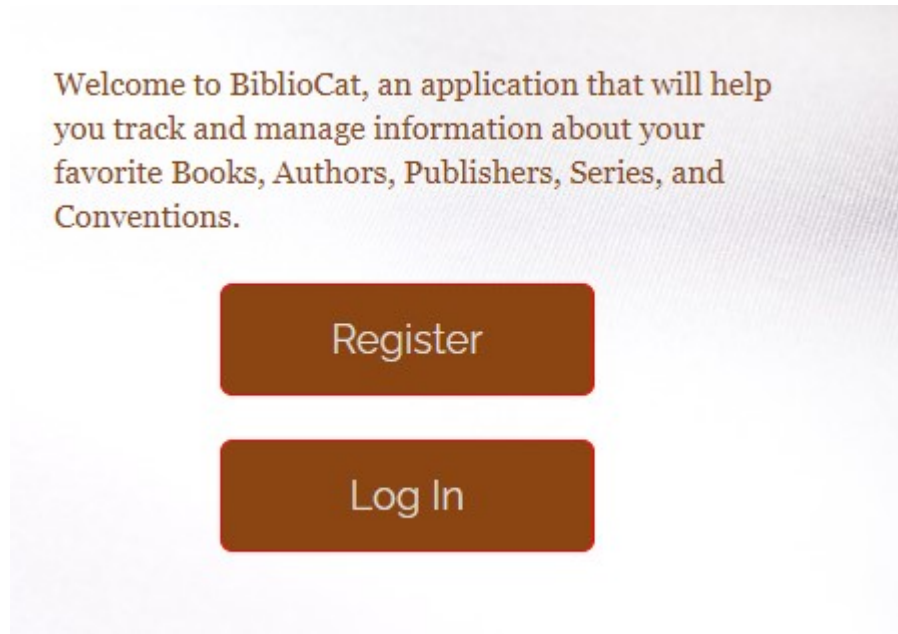 Welcome to BiblioCat, an application that will help
you track and manage information about your
favorite Books, Authors, Publishers, Series, and
Conventions.
Register
Log In